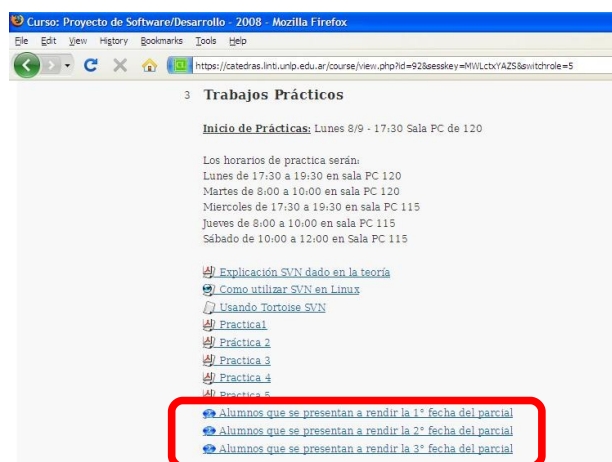 Curso: Proyecto de Software/Desarrollo - 2008 - Mozilla Firefox
File Edit View History Bookmarks Tools Help
https://catedras.linti.unlp.edu.ar/course/view.php?id=92&sesskey=MWLctxYAZS&switchrole=5
3 Trabajos Prácticos
Inicio de Prácticas: Lunes 8/9 - 17:30 Sala PC de 120
Los horarios de practica serán:
Lunes de 17:30 a 19:30 en sala PC 120
Martes de 8:00 a 10:00 en sala PC 120
Miercoles de 17:30 a 19:30 en sala PC 115
Jueves de 8:00 a 10:00 en sala PC 115
Sábado de 10:00 a 12:00 en Sala PC 115
Explicación SVN dado en la teoría
Como utilizar SVN en Linux
Usando Tortoise SVN
Practica1
Práctica 2
Practica 3
Practica 4
Practica 5
Alumnos que se presentan a rendir la 1° fecha del parcial
Alumnos que se presentan a rendir la 2° fecha del parcial
Alumnos que se presentan a rendir la 3° fecha del parcial